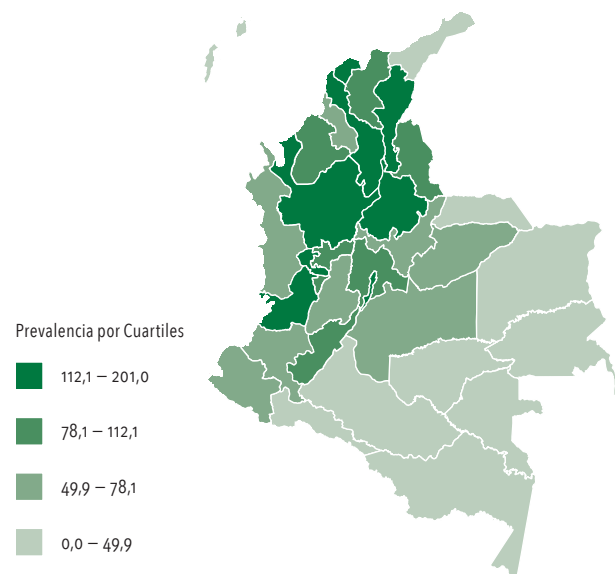 Prevalencia por Cuartiles
112,1 – 201,0
78,1 – 112,1
49,9 – 78,1
0,0 – 49,9